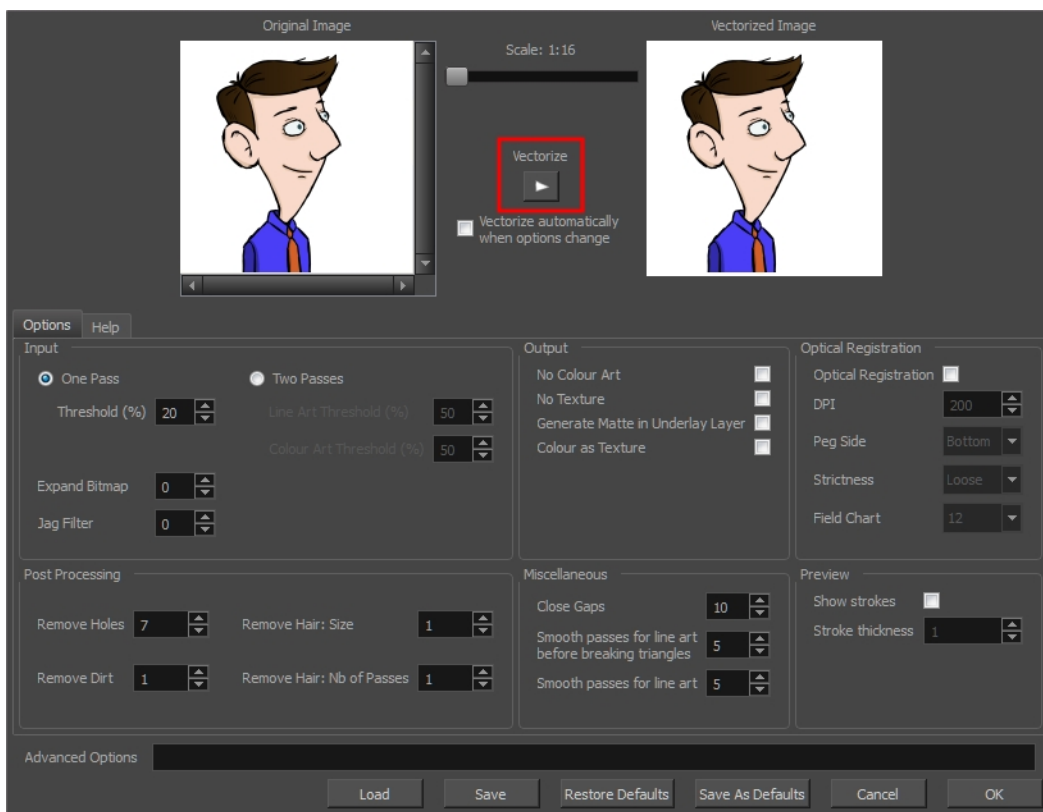 Original Image
Vectorized Image
Scale: 1:16
Vectorize
Vectorize automatically
when options change
Options
Help
Input
One Pass
Two Passes
Threshold (%) 20
Line Art Threshold (%) 50
Colour Art Threshold (%) 50
Expand Bitmap 0
Jag Filter 0
Output
No Colour Art
No Texture
Generate Matte in Underlay Layer
Colour as Texture
Optical Registration
Optical Registration
DPI 200
Peg Side Bottom
Strictness Loose
Field Chart 12
Post Processing
Remove Holes 7
Remove Hair: Size 1
Remove Dirt 1
Remove Hair: Nb of Passes 1
Miscellaneous
Close Gaps 10
Smooth passes for line art
before breaking triangles 5
Smooth passes for line art 5
Preview
Show strokes
Stroke thickness 1
Advanced Options
Load
Save
Restore Defaults
Save As Defaults
Cancel
OK